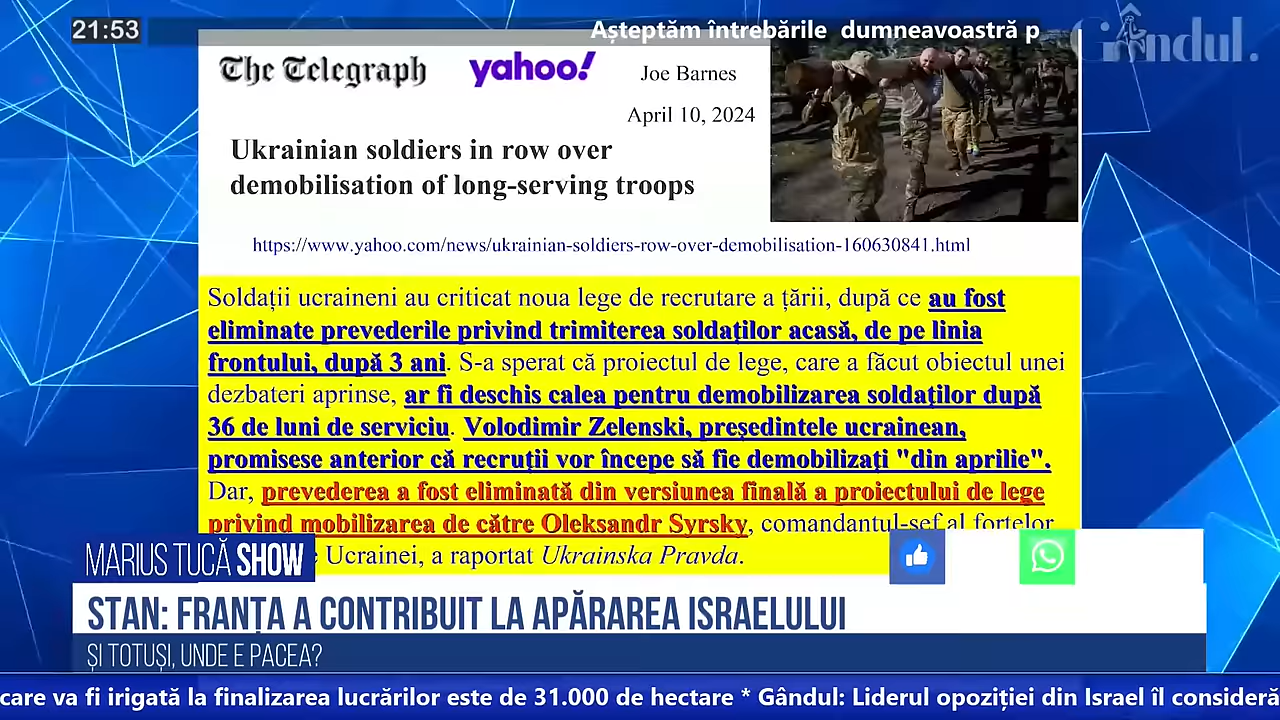 21:53
Așteptăm întrebările dumneavoastră p
Gândul.
The Telegraph
yahoo!
Joe Barnes
April 10, 2024
Ukrainian soldiers in row over
demobilisation of long-serving troops
https://www.yahoo.com/news/ukrainian-soldiers-row-over-demobilisation-160630841.html
Soldații ucraineni au criticat noua lege de recrutare a țării, după ce au fost
eliminate prevederile privind trimiterea soldaților acasă, de pe linia
frontului, după 3 ani. S-a sperat că proiectul de lege, care a făcut obiectul unei
dezbateri aprinse, ar fi deschis calea pentru demobilizarea soldaților după
36 de luni de serviciu. Volodimir Zelenski, președintele ucrainean,
promisese anterior că recruții vor începe să fie demobilizați "din aprilie".
Dar, prevederea a fost eliminată din versiunea finală a proiectului de lege
privind mobilizarea de către Oleksandr Syrsky, comandantul-șef al forțelor
Ucrainei, a raportat Ukrainska Pravda.
MARIUS TUCĂ SHOW
STAN: FRANȚA A CONTRIBUIT LA APĂRAREA ISRAELULUI
ȘI TOTUȘI, UNDE E PACEA?
care va fi irigată la finalizarea lucrărilor este de 31.000 de hectare * Gândul: Liderul opoziției din Israel îl consideră